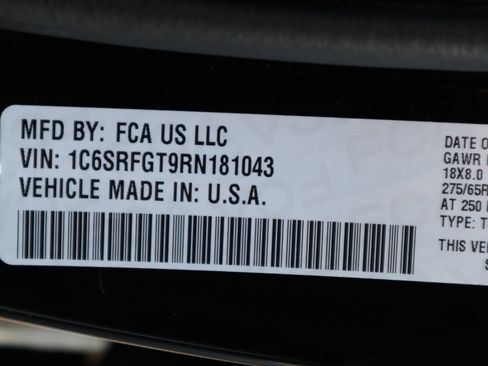 MFD BY: FCA US LLC
VIN: 1C6SRFGT9RN181043
VEHICLE MADE IN: U.S.A.
DATE O
GAWR
18X8.0
275/65R
AT 250
TYPE: T
THIS VE
S